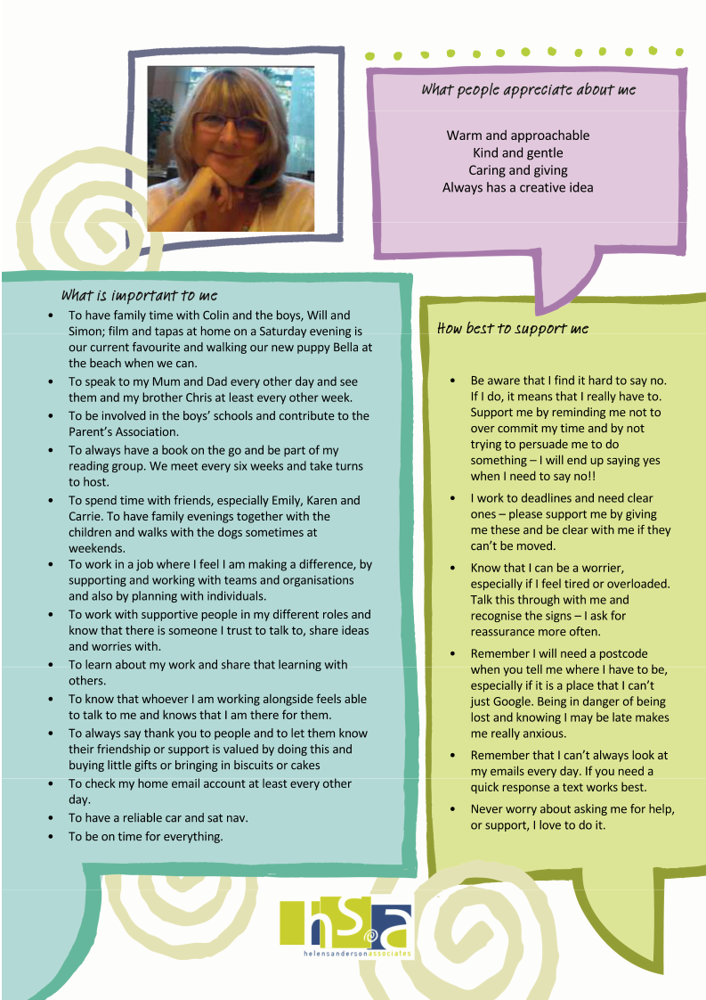 What people appreciate about me
Warm and approachable
Kind and gentle
Caring and giving
Always has a creative idea
What is important to me
• To have family time with Colin and the boys, Will and
Simon; film and tapas at home on a Saturday evening is
our current favourite and walking our new puppy Bella at
the beach when we can.
• To speak to my Mum and Dad every other day and see
them and my brother Chris at least every other week.
• To be involved in the boys’ schools and contribute to the
Parent’s Association.
• To always have a book on the go and be part of my
reading group. We meet every six weeks and take turns
to host.
• To spend time with friends, especially Emily, Karen and
Carrie. To have family evenings together with the
children and walks with the dogs sometimes at
weekends.
• To work in a job where I feel I am making a difference, by
supporting and working with teams and organisations
and also by planning with individuals.
• To work with supportive people in my different roles and
know that there is someone I trust to talk to, share ideas
and worries with.
• To learn about my work and share that learning with
others.
• To know that whoever I am working alongside feels able
to talk to me and knows that I am there for them.
• To always say thank you to people and to let them know
their friendship or support is valued by doing this and
buying little gifts or bringing in biscuits or cakes
• To check my home email account at least every other
day.
• To have a reliable car and sat nav.
• To be on time for everything.
How best to support me
• Be aware that I find it hard to say no.
If I do, it means that I really have to.
Support me by reminding me not to
over commit my time and by not
trying to persuade me to do
something – I will end up saying yes
when I need to say no!!
• I work to deadlines and need clear
ones – please support me by giving
me these and be clear with me if they
can’t be moved.
• Know that I can be a worrier,
especially if I feel tired or overloaded.
Talk this through with me and
recognise the signs – I ask for
reassurance more often.
• Remember I will need a postcode
when you tell me where I have to be,
especially if it is a place that I can’t
just Google. Being in danger of being
lost and knowing I may be late makes
me really anxious.
• Remember that I can’t always look at
my emails every day. If you need a
quick response a text works best.
• Never worry about asking me for help,
or support, I love to do it.
hsa
helensandersonassociates